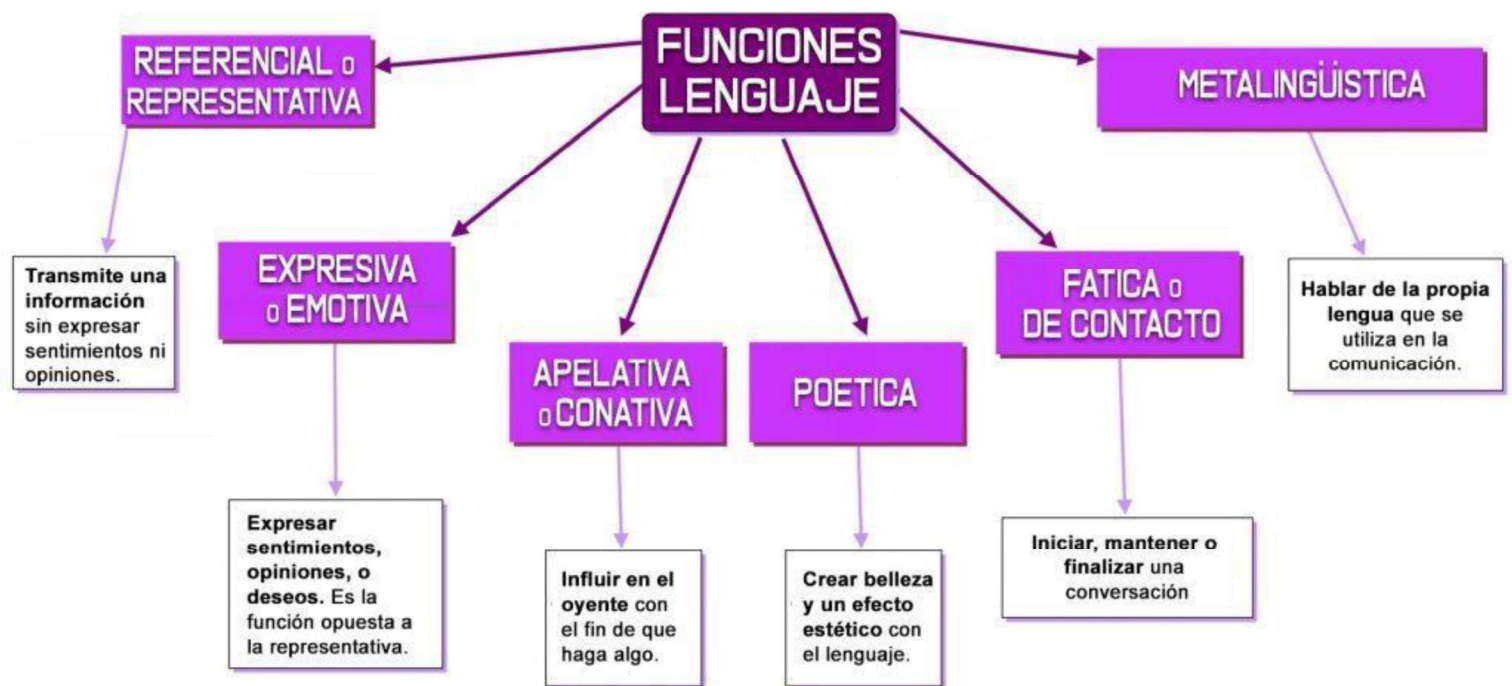 FUNCIONES
LENGUAJE
REFERENCIAL o
REPRESENTATIVA
Transmite una
información
sin expresar
sentimientos ni
opiniones.
EXPRESIVA
o EMOTIVA
Expresar
sentimientos,
opiniones, o
deseos. Es la
función opuesta a
la representativa.
APELATIVA
o CONATIVA
Influir en el
oyente con
el fin de que
haga algo.
POETICA
Crear belleza
y un efecto
estético con
el lenguaje.
FATICA o
DE CONTACTO
Iniciar, mantener o
finalizar una
conversación
METALINGÜISTICA
Hablar de la propia
lengua que se
utiliza en la
comunicación.